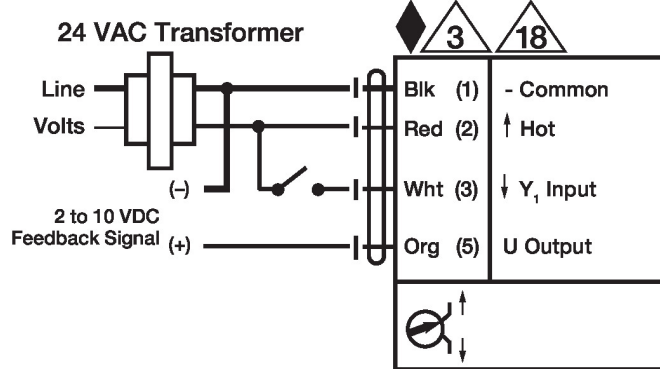 24 VAC Transformer
3
18
Line
Volts
Blk (1) - Common
Red (2) ↑ Hot
(–)
Wht (3) ↓ Y₁ Input
2 to 10 VDC
Feedback Signal (+)
Org (5) U Output